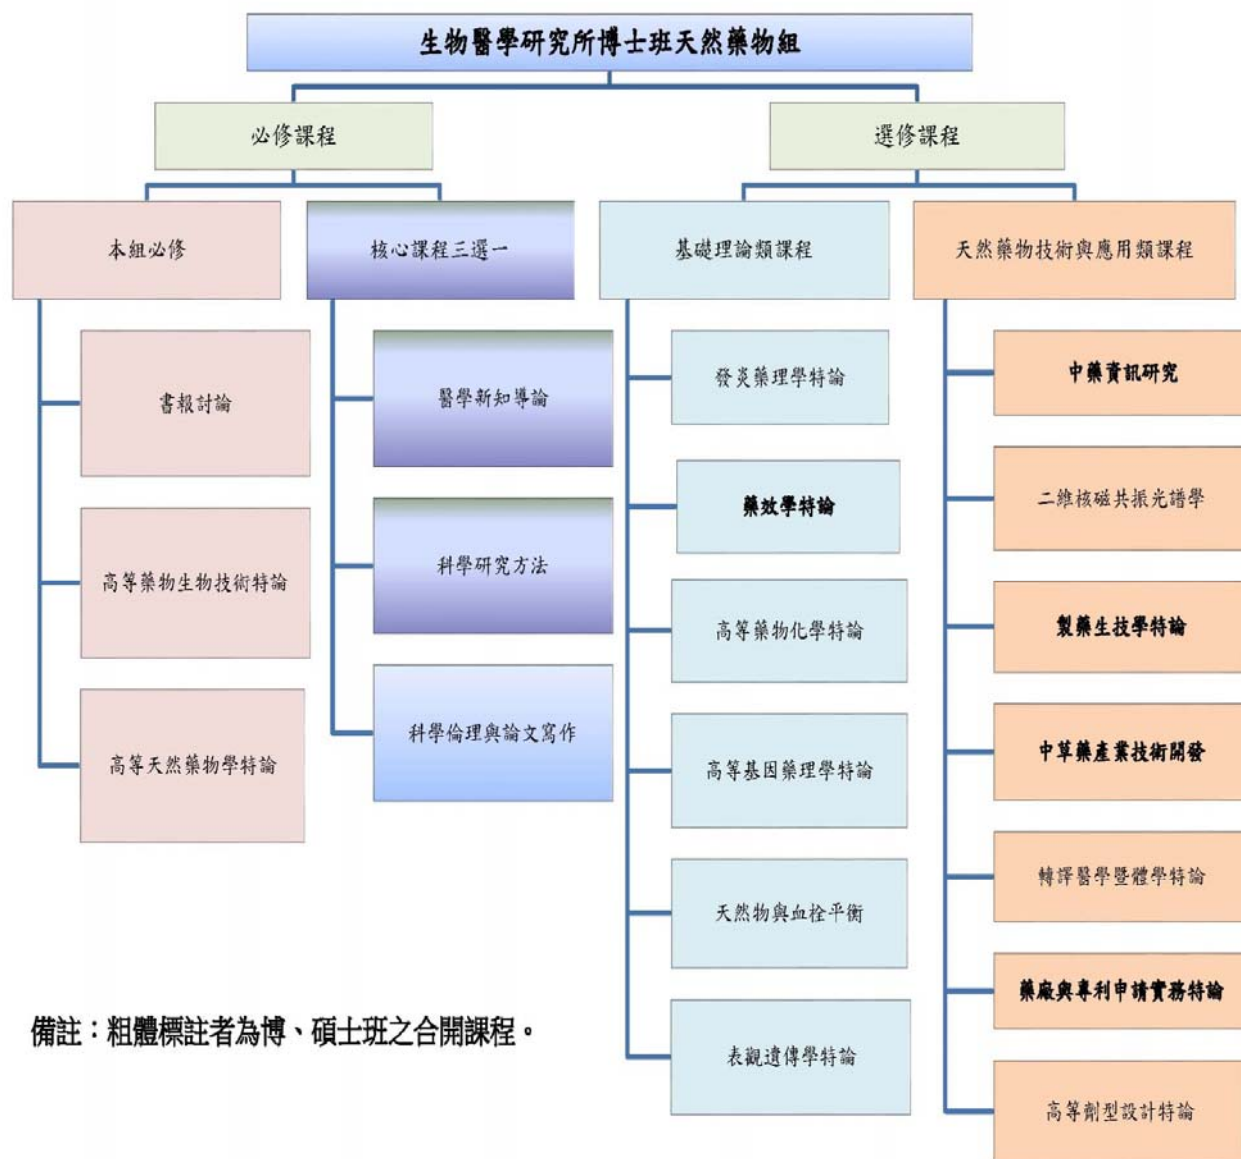 生物醫學研究所博士班天然藥物組
必修課程
選修課程
本組必修
核心課程三選一
基礎理論類課程
天然藥物技術與應用類課程
書報討論
高等藥物生物技術特論
高等天然藥物學特論
醫學新知導論
科學研究方法
科學倫理與論文寫作
發炎藥理學特論
藥效學特論
高等藥物化學特論
高等基因藥理學特論
天然物與血栓平衡
表觀遺傳學特論
中藥資訊研究
二維核磁共振光譜學
製藥生技學特論
中草藥產業技術開發
轉譯醫學暨體學特論
藥廠與專利申請實務特論
高等劑型設計特論
備註：粗體標註者為博、碩士班之合開課程。